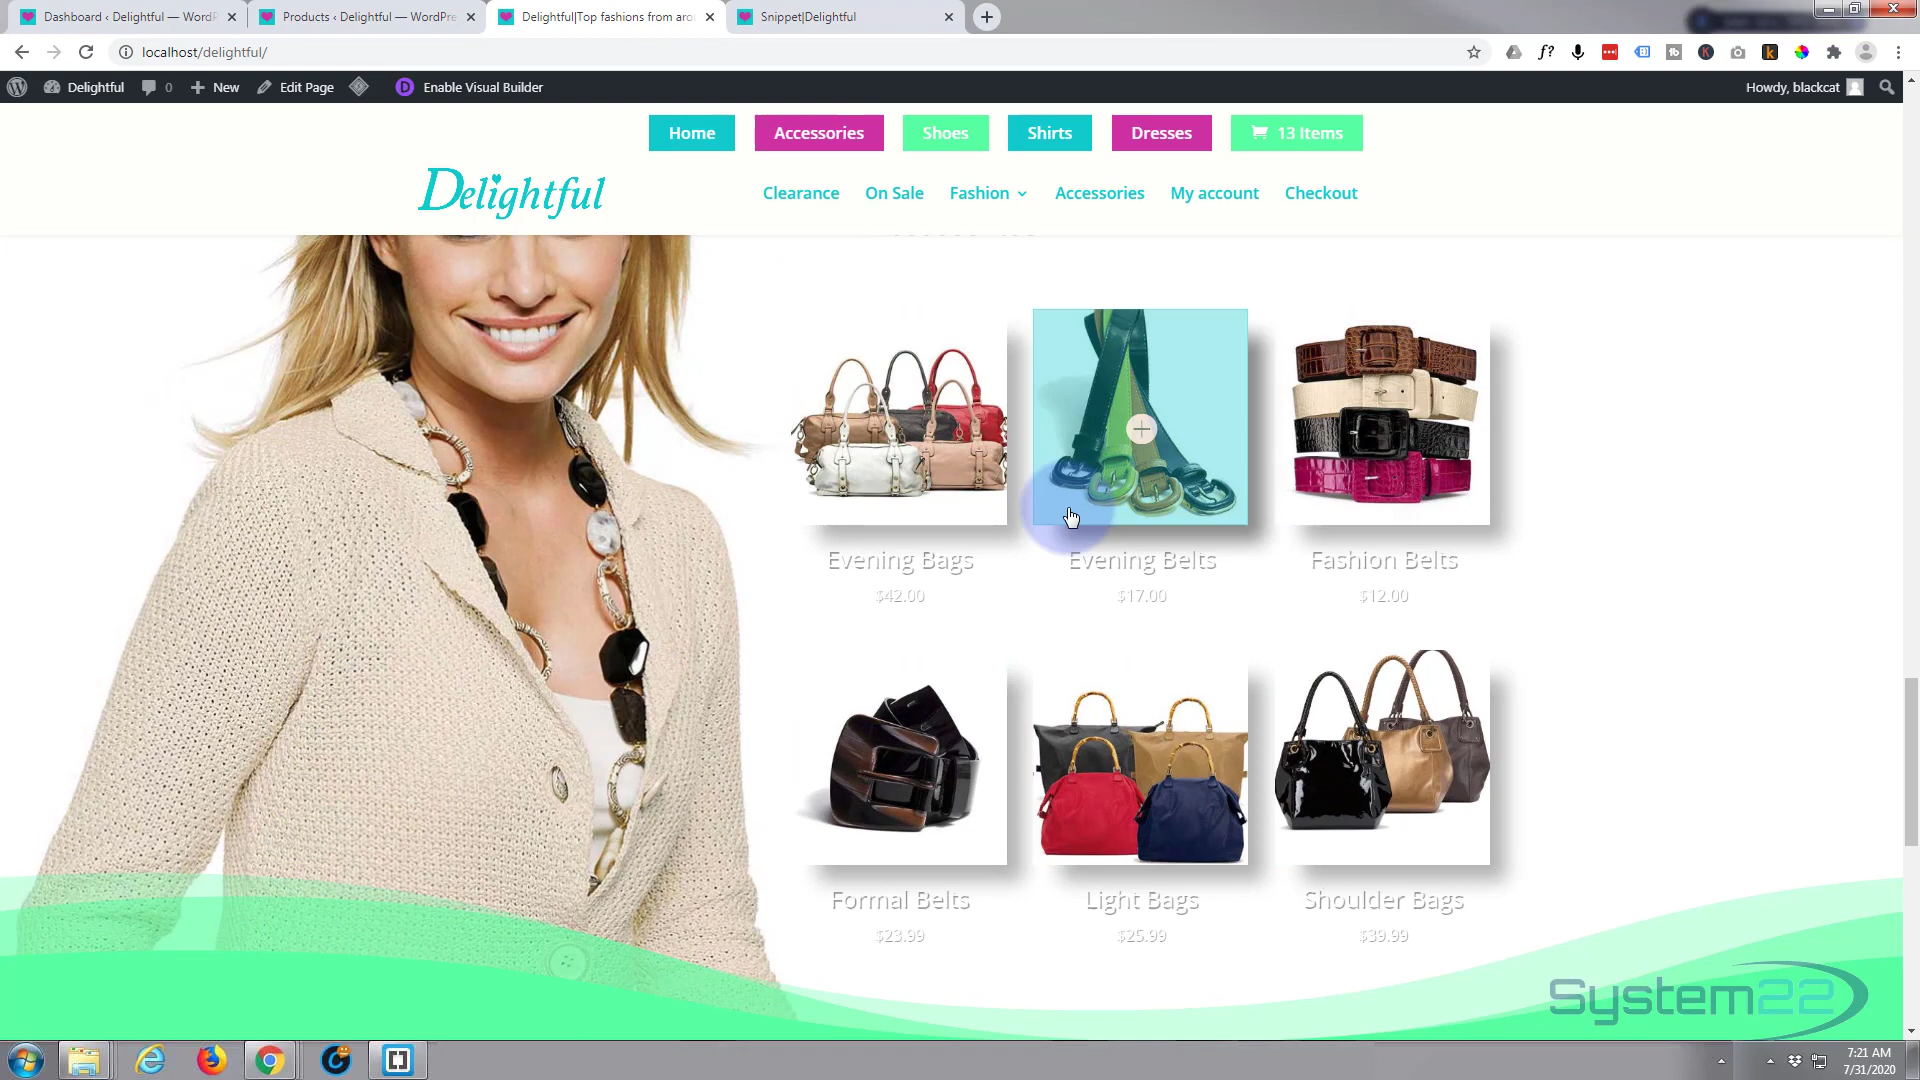 Dashboard ‹ Delightful — WordP
Products ‹ Delightful — WordPre
Delightful|Top fashions from arou
Snippet|Delightful
localhost/delightful/
Delightful
0
New
Edit Page
Enable Visual Builder
Howdy, blackcat
Home
Accessories
Shoes
Shirts
Dresses
13 Items
Delightful
Clearance
On Sale
Fashion
Accessories
My account
Checkout
Evening Bags
Evening Belts
Fashion Belts
$42.00
$17.00
$12.00
Formal Belts
Light Bags
Shoulder Bags
$23.99
$25.99
$39.99
System22
7:21 AM
7/31/2020